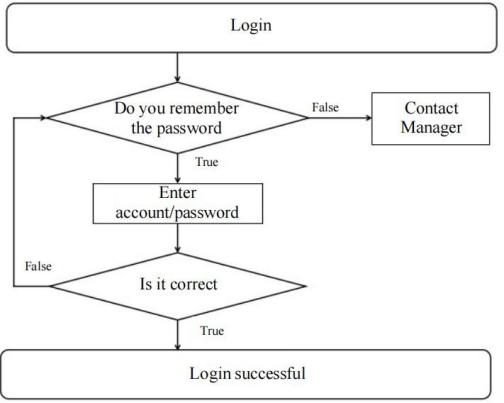 Login
Do you remember
the password
False
Contact
Manager
True
Enter
account/password
False
Is it correct
True
Login successful